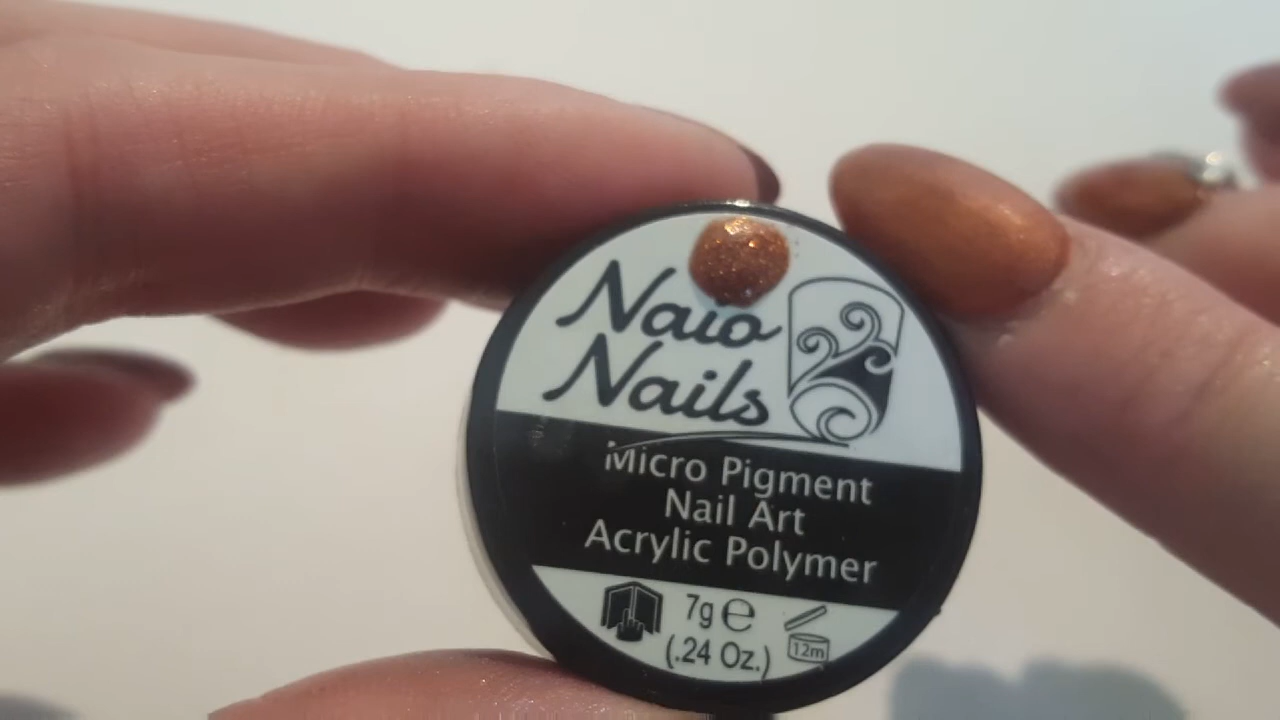 Naio
Nails
Micro Pigment
Nail Art
Acrylic Polymer
7g ℮
(.24 Oz.)
12m